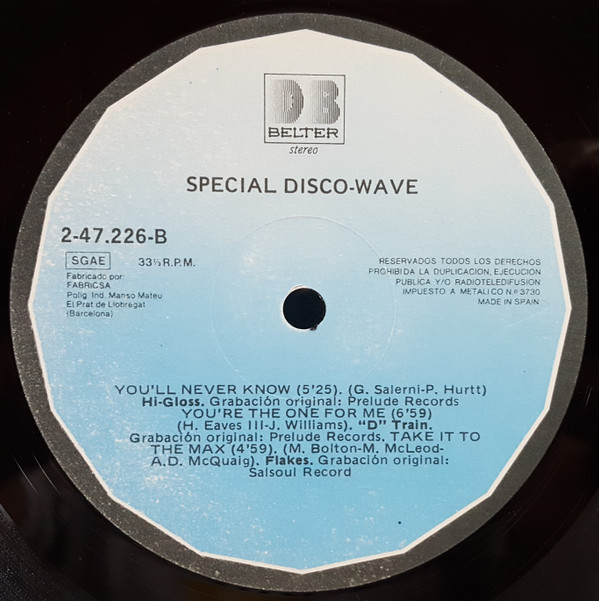 DB
BELTER
stereo
SPECIAL DISCO-WAVE
2-47.226-B
SGAE 33⅓ R.P.M.
Fabricado por:
FABRICSA
Polig. Ind. Manso Mateu
El Prat de Llobregat
(Barcelona)
RESERVADOS TODOS LOS DERECHOS
PROHIBIDA LA DUPLICACION, EJECUCION
PUBLICA Y/O RADIOTELEDIFUSION
IMPUESTO A METALICO N.º 3730
MADE IN SPAIN
YOU'LL NEVER KNOW (5'25). (G. Salerni-P. Hurtt)
Hi-Gloss. Grabación original: Prelude Records
YOU'RE THE ONE FOR ME (6'59)
(H. Eaves III-J. Williams). "D" Train.
Grabación original: Prelude Records. TAKE IT TO
THE MAX (4'59). (M. Bolton-M. McLeod-
A.D. McQuaig). Flakes. Grabación original:
Salsoul Record